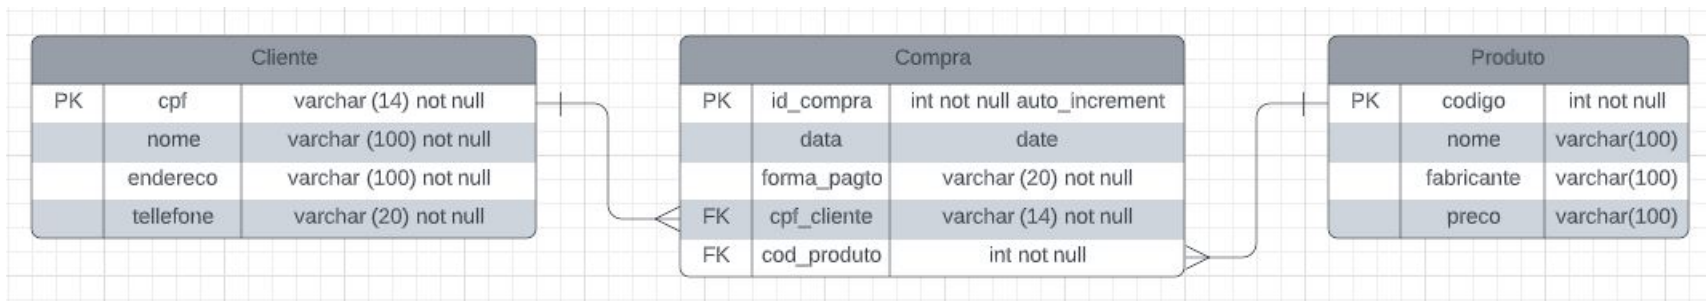 Cliente
PK cpf varchar (14) not null
nome varchar (100) not null
endereco varchar (100) not null
tellefone varchar (20) not null
Compra
PK id_compra int not null auto_increment
data date
forma_pagto varchar (20) not null
FK cpf_cliente varchar (14) not null
FK cod_produto int not null
Produto
PK codigo int not null
nome varchar(100)
fabricante varchar(100)
preco varchar(100)